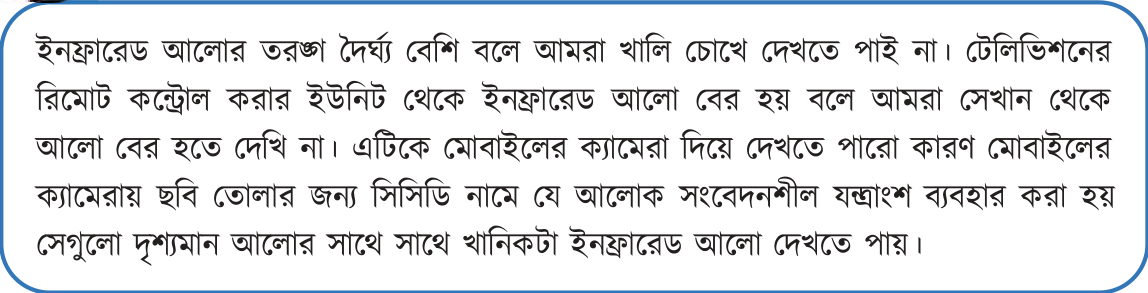 ইনফ্রারেড আলোর তরঙ্গ দৈর্ঘ্য বেশি বলে আমরা খালি চোখে দেখতে পাই না। টেলিভিশনের
রিমোট কন্ট্রোল করার ইউনিট থেকে ইনফ্রারেড আলো বের হয় বলে আমরা সেখান থেকে
আলো বের হতে দেখি না। এটিকে মোবাইলের ক্যামেরা দিয়ে দেখতে পারো কারণ মোবাইলের
ক্যামেরায় ছবি তোলার জন্য সিসিডি নামে যে আলোক সংবেদনশীল যন্ত্রাংশ ব্যবহার করা হয়
সেগুলো দৃশ্যমান আলোর সাথে সাথে খানিকটা ইনফ্রারেড আলো দেখতে পায়।